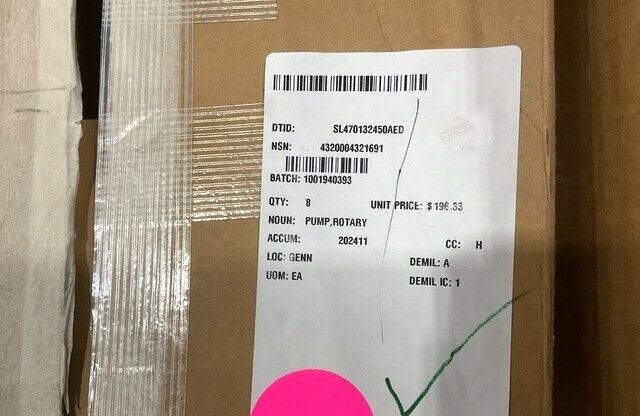 DTID: SL470132450AED
NSN: 4320004321691
BATCH: 1001940393
QTY: 8 UNIT PRICE: $196.33
NOUN: PUMP,ROTARY
ACCUM: 202411 CC: H
LOC: GENN DEMIL: A
UOM: EA DEMIL IC: 1